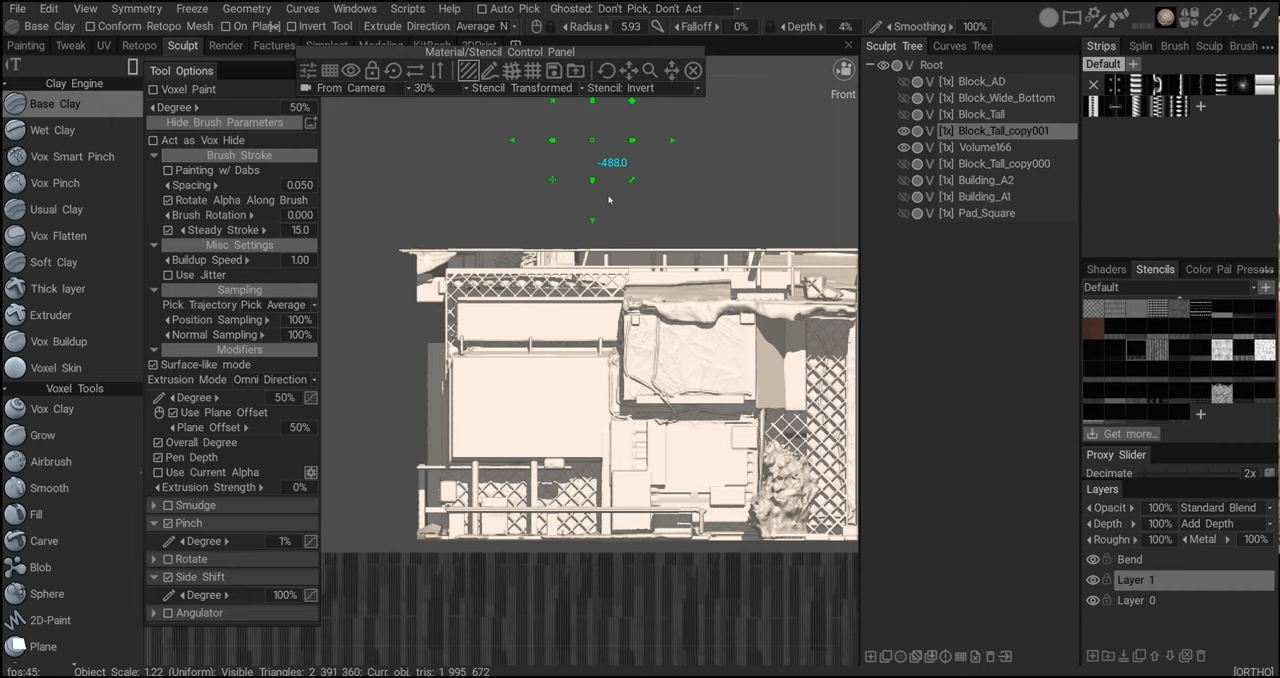 File Edit View Symmetry Freeze Geometry Curves Windows Scripts Help Auto Pick Ghosted: Don't Pick, Don't Act
Base Clay Conform Retopo Mesh On Plane Invert Tool Extrude Direction Average N Radius 5.93 Falloff 0% Depth 4% Smoothing 100%
Painting Tweak UV Retopo Sculpt Render Factures Simplest Modeling KitBash 3DPrint
Material/Stencil Control Panel
From Camera 30% Stencil Transformed Stencil: Invert
Front
Clay Engine
Base Clay
Wet Clay
Vox Smart Pinch
Vox Pinch
Usual Clay
Vox Flatten
Soft Clay
Thick layer
Extruder
Vox Buildup
Voxel Skin
Voxel Tools
Vox Clay
Grow
Airbrush
Smooth
Fill
Carve
Blob
Sphere
2D-Paint
Plane
Tool Options
Voxel Paint
Degree 50%
Hide Brush Parameters
Act as Vox Hide
Brush Stroke
Painting w/ Dabs
Spacing 0.050
Rotate Alpha Along Brush
Brush Rotation 0.000
Steady Stroke 15.0
Misc Settings
Buildup Speed 1.00
Use Jitter
Sampling
Pick Trajectory Pick Average
Position Sampling 100%
Normal Sampling 100%
Modifiers
Surface-like mode
Extrusion Mode Omni Direction
Degree 50%
Use Plane Offset
Plane Offset 50%
Overall Degree
Pen Depth
Use Current Alpha
Extrusion Strength 0%
Smudge
Pinch
Degree 1%
Rotate
Side Shift
Degree 100%
Angulator
-488.0
Sculpt Tree Curves Tree
Root
V [1x] Block_AD
V [1x] Block_Wide_Bottom
V [1x] Block_Tall
V [1x] Block_Tall_copy001
V [1x] Volume166
V [1x] Block_Tall_copy000
V [1x] Building_A2
V [1x] Building_A1
V [1x] Pad_Square
Strips Splin Brush Sculp Brush
Default
Shaders Stencils Color Pal Presets
Default
Get more...
Proxy Slider
Decimate 2x
Layers
Opacit 100% Standard Blend
Depth 100% Add Depth
Roughn 100% Metal 100%
Bend
Layer 1
Layer 0
fps:45; Object Scale: 1.22 (Uniform); Visible Triangles: 2 391 360; Curr. obj. tris: 1 995 672
[ORTHO]